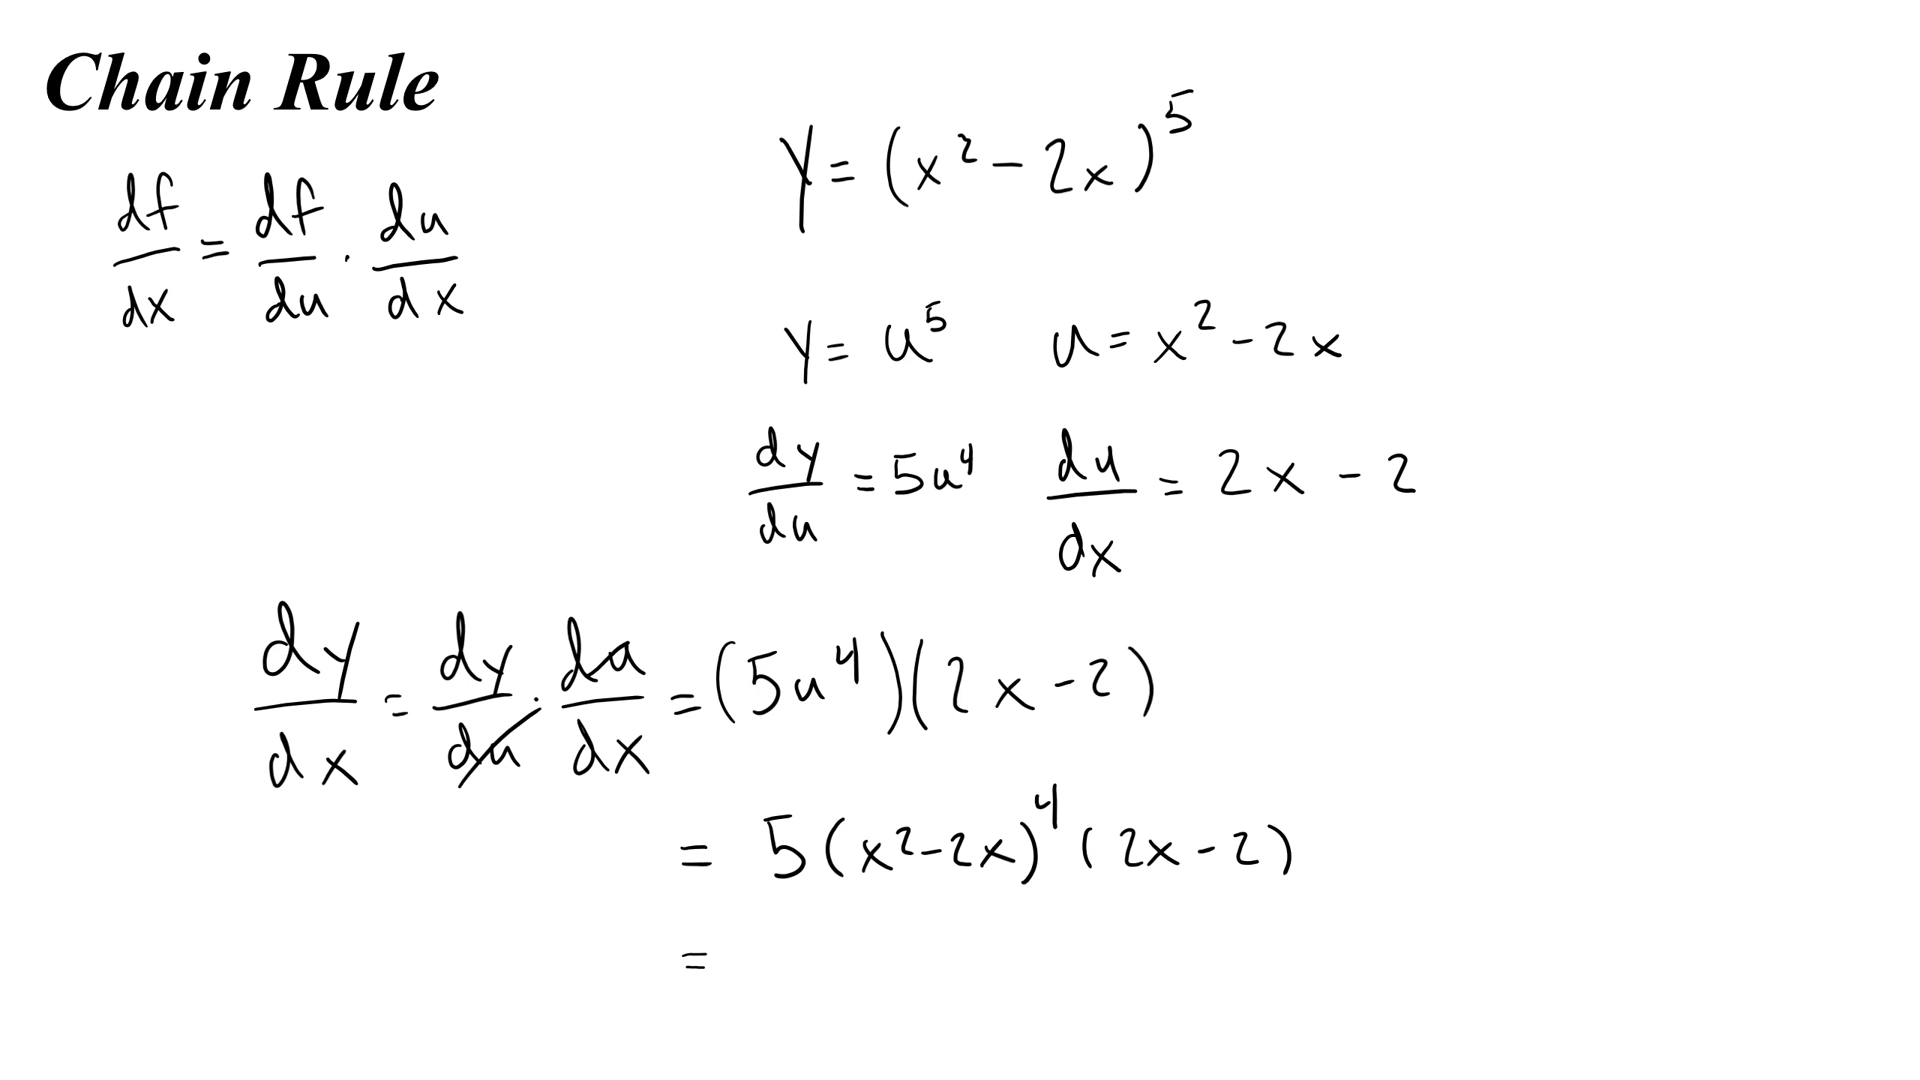 Chain Rule
df/dx = df/du · du/dx
y = (x² - 2x)⁵
y = u⁵ u = x² - 2x
dy/du = 5u⁴ du/dx = 2x - 2
dy/dx = dy/du · du/dx = (5u⁴)(2x - 2)
= 5(x² - 2x)⁴(2x - 2)
=